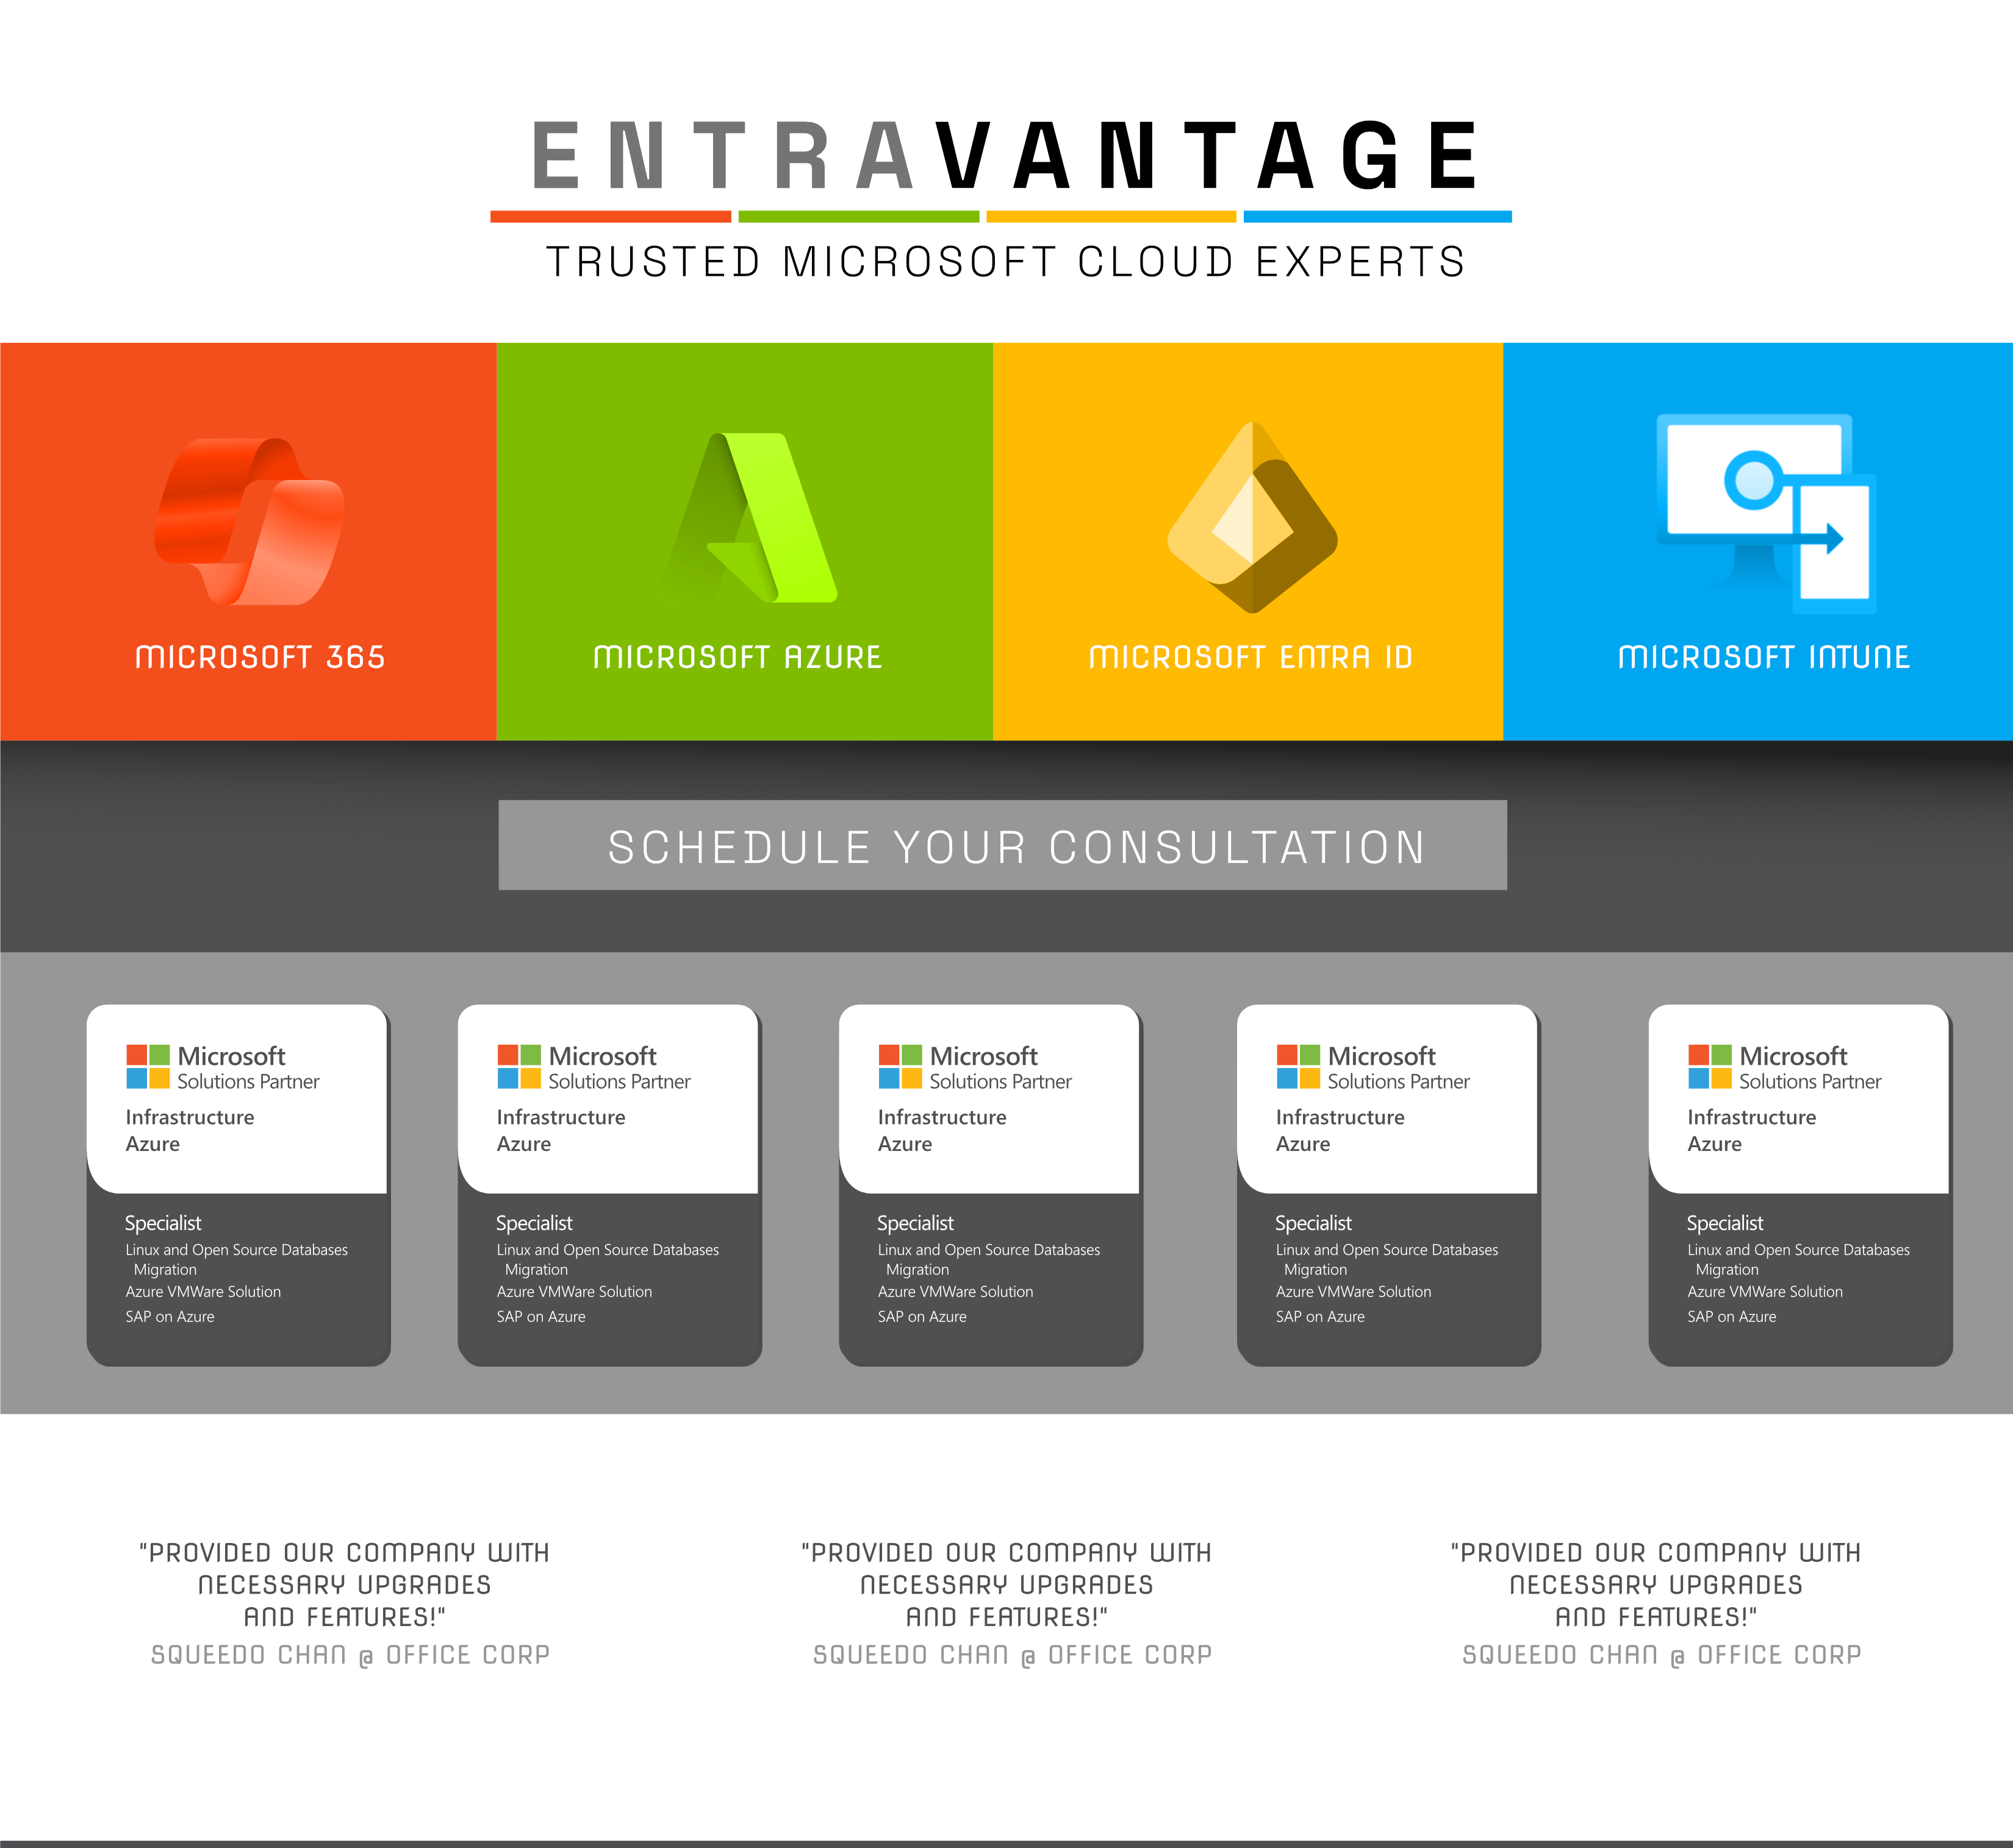 ENTRAVANTAGE
TRUSTED MICROSOFT CLOUD EXPERTS
MICROSOFT 365
MICROSOFT AZURE
MICROSOFT ENTRA ID
MICROSOFT INTUNE
SCHEDULE YOUR CONSULTATION
Microsoft
Solutions Partner
Infrastructure
Azure
Specialist
Linux and Open Source Databases
Migration
Azure VMWare Solution
SAP on Azure
Microsoft
Solutions Partner
Infrastructure
Azure
Specialist
Linux and Open Source Databases
Migration
Azure VMWare Solution
SAP on Azure
Microsoft
Solutions Partner
Infrastructure
Azure
Specialist
Linux and Open Source Databases
Migration
Azure VMWare Solution
SAP on Azure
Microsoft
Solutions Partner
Infrastructure
Azure
Specialist
Linux and Open Source Databases
Migration
Azure VMWare Solution
SAP on Azure
Microsoft
Solutions Partner
Infrastructure
Azure
Specialist
Linux and Open Source Databases
Migration
Azure VMWare Solution
SAP on Azure
"PROVIDED OUR COMPANY WITH
NECESSARY UPGRADES
AND FEATURES!"
SQUEEDO CHAN @ OFFICE CORP
"PROVIDED OUR COMPANY WITH
NECESSARY UPGRADES
AND FEATURES!"
SQUEEDO CHAN @ OFFICE CORP
"PROVIDED OUR COMPANY WITH
NECESSARY UPGRADES
AND FEATURES!"
SQUEEDO CHAN @ OFFICE CORP